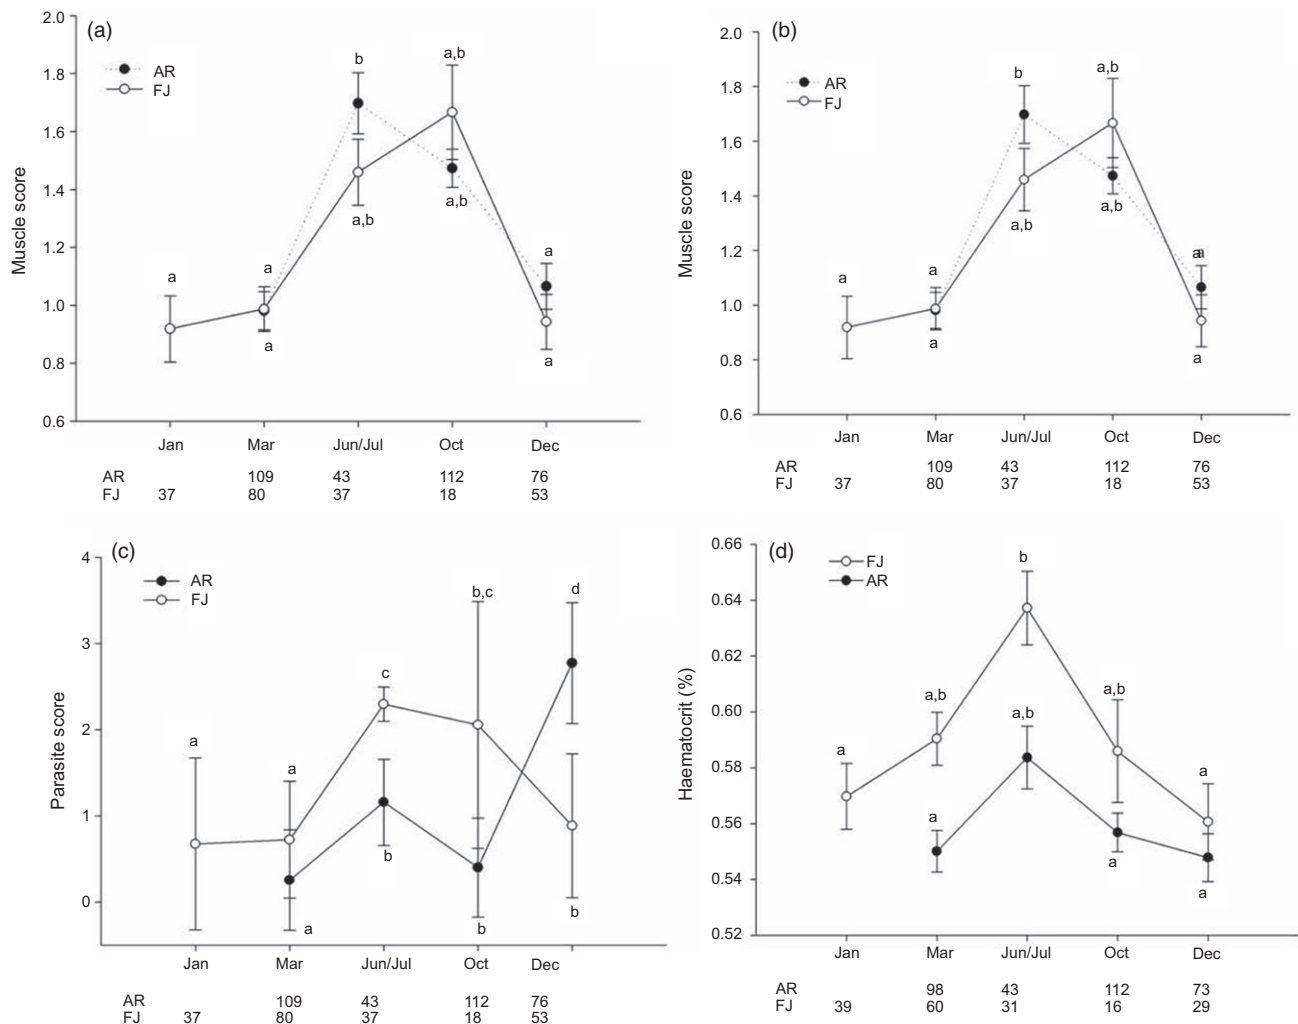 (a)
AR
FJ
Muscle score
2.0
1.8
1.6
1.4
1.2
1.0
0.8
0.6
a
a
a
b
a,b
a,b
a,b
a
a
Jan Mar Jun/Jul Oct Dec
AR 109 43 112 76
FJ 37 80 37 18 53
(b)
AR
FJ
Muscle score
2.0
1.8
1.6
1.4
1.2
1.0
0.8
0.6
a
a
a
b
a,b
a,b
a,b
a
a
a
Jan Mar Jun/Jul Oct Dec
AR 109 43 112 76
FJ 37 80 37 18 53
(c)
AR
FJ
Parasite score
4
3
2
1
0
a
a
a
c
b
b,c
b
d
b
Jan Mar Jun/Jul Oct Dec
AR 109 43 112 76
FJ 37 80 37 18 53
(d)
FJ
AR
Haematocrit (%)
0.66
0.64
0.62
0.60
0.58
0.56
0.54
0.52
a
a,b
a
b
a,b
a,b
a
a
a
Jan Mar Jun/Jul Oct Dec
AR 98 43 112 73
FJ 39 60 31 16 29